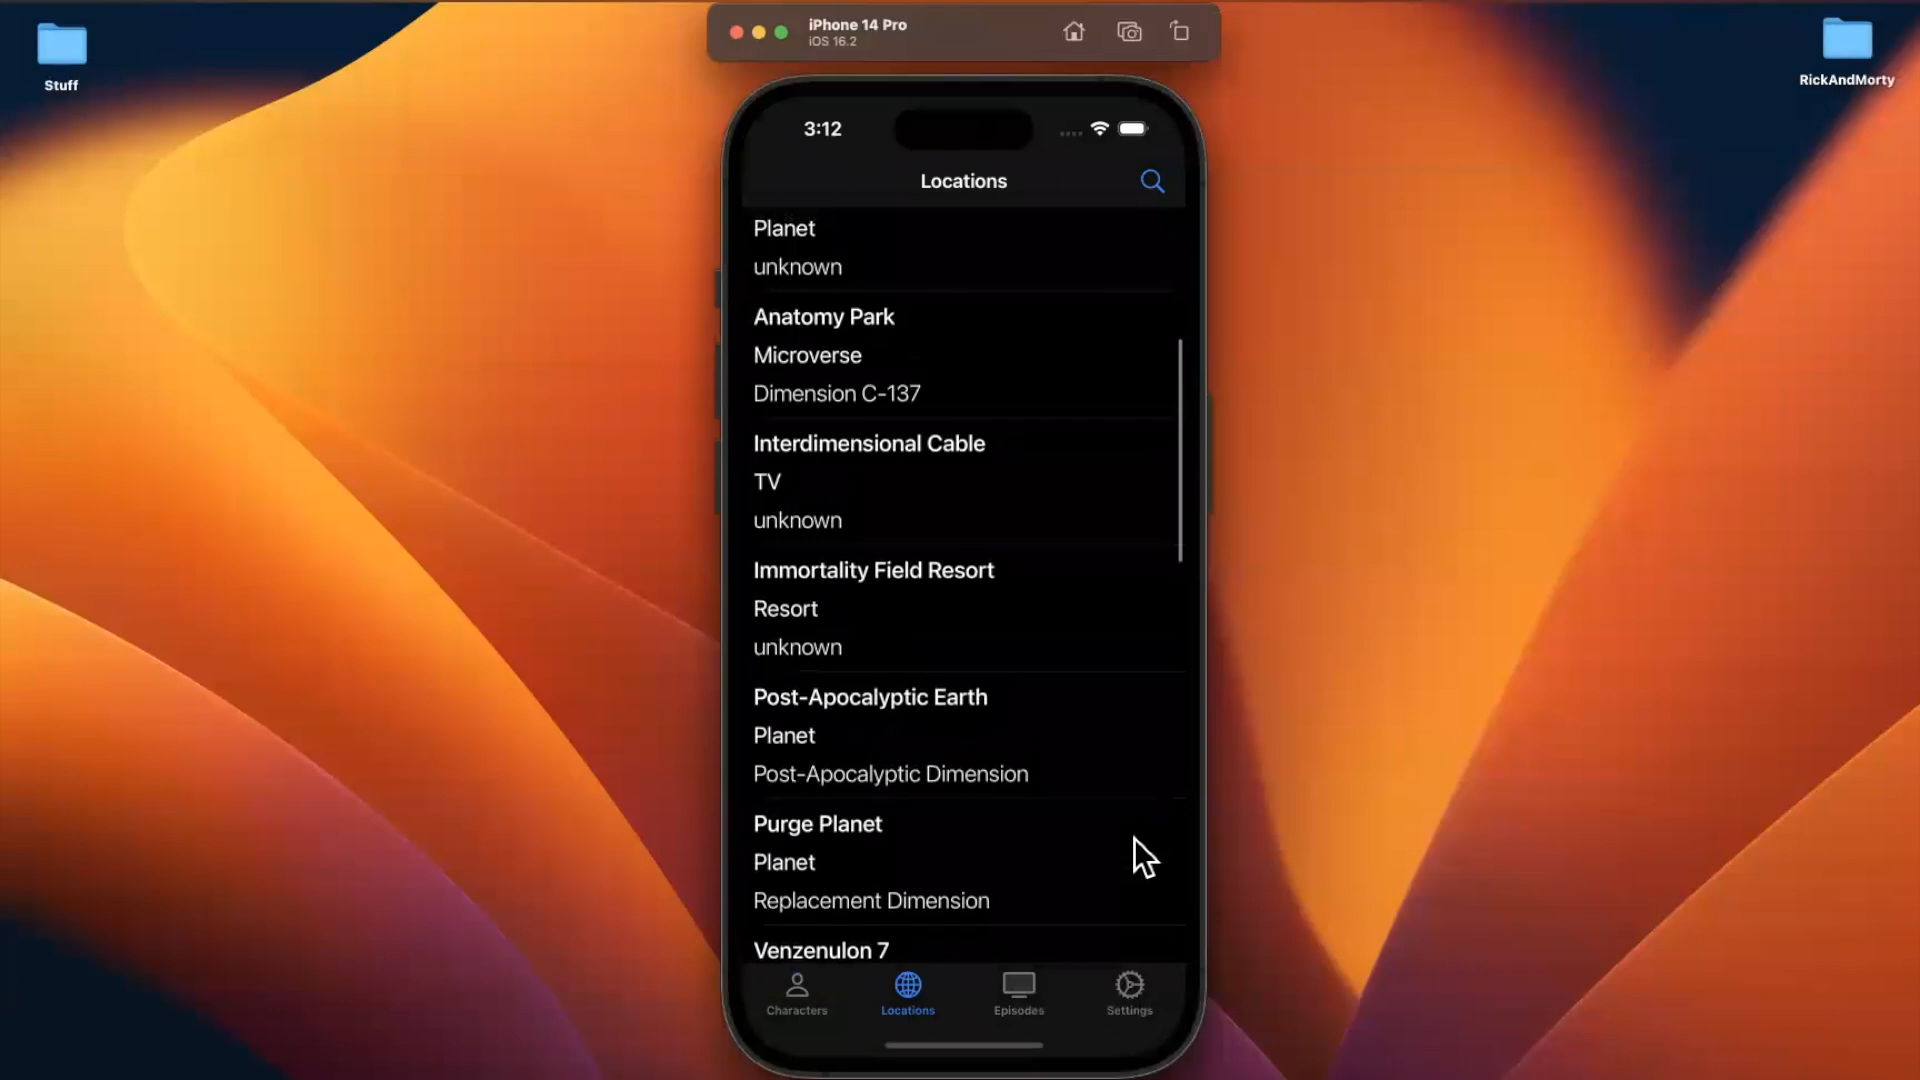 iPhone 14 Pro
iOS 16.2
Stuff
RickAndMorty
3:12
Locations
Planet
unknown
Anatomy Park
Microverse
Dimension C-137
Interdimensional Cable
TV
unknown
Immortality Field Resort
Resort
unknown
Post-Apocalyptic Earth
Planet
Post-Apocalyptic Dimension
Purge Planet
Planet
Replacement Dimension
Venzenulon 7
Characters
Locations
Episodes
Settings